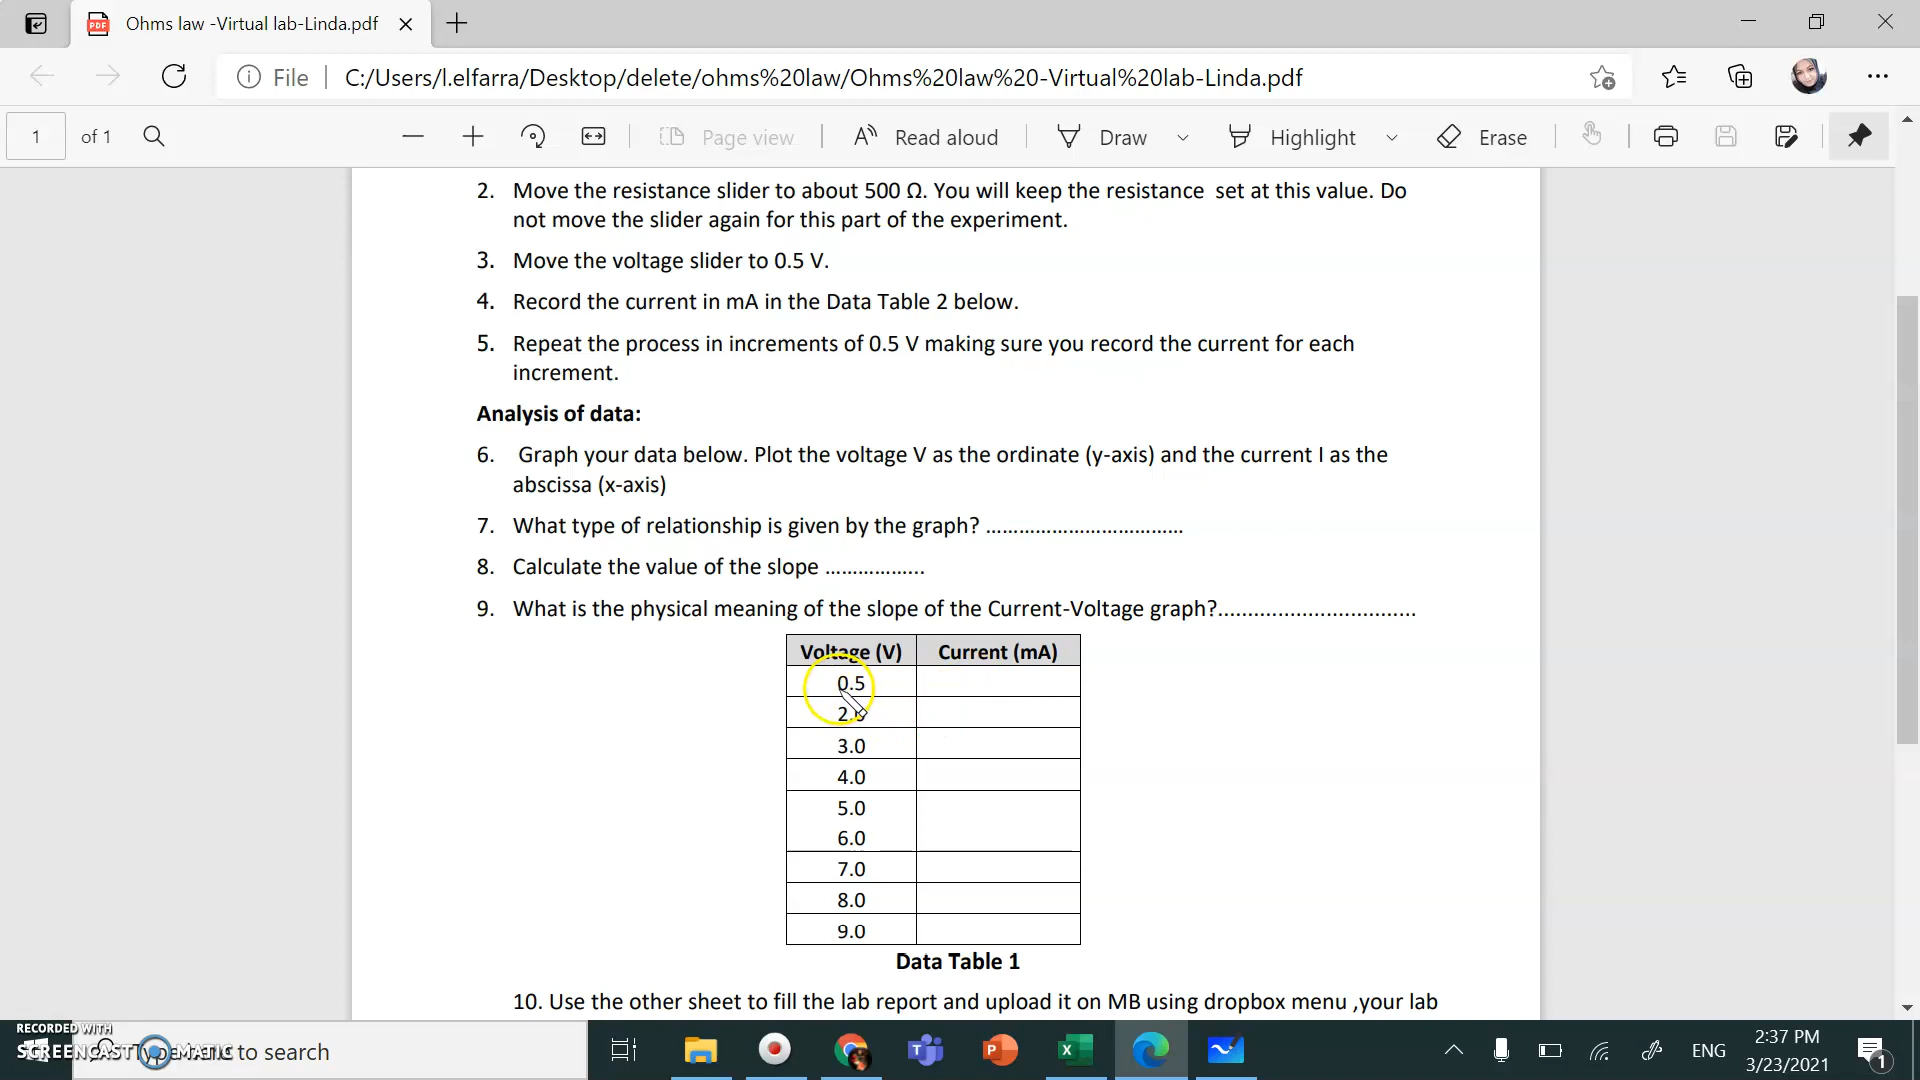 Ohms law -Virtual lab-Linda.pdf
File
C:/Users/l.elfarra/Desktop/delete/ohms%20law/Ohms%20law%20-Virtual%20lab-Linda.pdf
1 of 1
Page view
Read aloud
Draw
Highlight
Erase
2. Move the resistance slider to about 500 Ω. You will keep the resistance set at this value. Do
not move the slider again for this part of the experiment.
3. Move the voltage slider to 0.5 V.
4. Record the current in mA in the Data Table 2 below.
5. Repeat the process in increments of 0.5 V making sure you record the current for each
increment.
Analysis of data:
6. Graph your data below. Plot the voltage V as the ordinate (y-axis) and the current I as the
abscissa (x-axis)
7. What type of relationship is given by the graph? ..................................
8. Calculate the value of the slope .................
9. What is the physical meaning of the slope of the Current-Voltage graph?.................................
Voltage (V) Current (mA)
0.5
2.0
3.0
4.0
5.0
6.0
7.0
8.0
9.0
Data Table 1
10. Use the other sheet to fill the lab report and upload it on MB using dropbox menu ,your lab
RECORDED WITH
SCREENCAST MATIC
to search
ENG
2:37 PM
3/23/2021
1